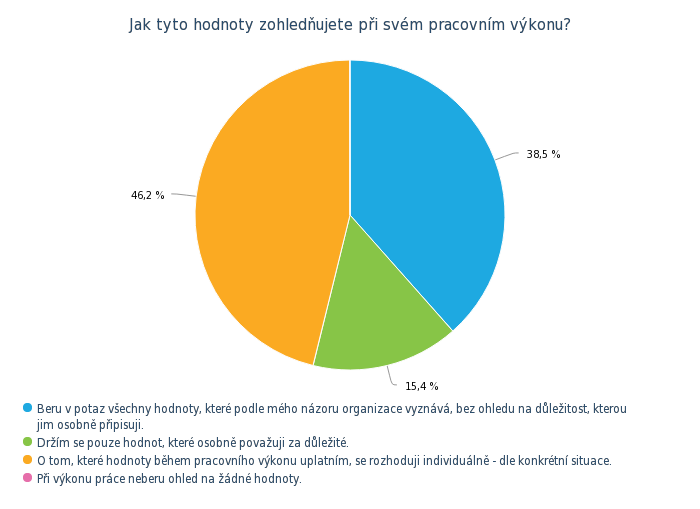 Jak tyto hodnoty zohledňujete při svém pracovním výkonu?
38,5 %
46,2 %
15,4 %
Beru v potaz všechny hodnoty, které podle mého názoru organizace vyznává, bez ohledu na důležitost, kterou
jim osobně připisuji.
Držím se pouze hodnot, které osobně považuji za důležité.
O tom, které hodnoty během pracovního výkonu uplatním, se rozhoduji individuálně - dle konkrétní situace.
Při výkonu práce neberu ohled na žádné hodnoty.